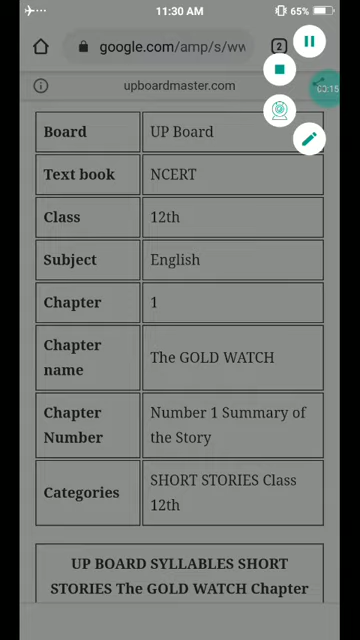 11:30 AM
65%
google.com/amp/s/ww
2
upboardmaster.com
00:15
Board UP Board
Text book NCERT
Class 12th
Subject English
Chapter 1
Chapter name The GOLD WATCH
Chapter Number Number 1 Summary of the Story
Categories SHORT STORIES Class 12th
UP BOARD SYLLABLES SHORT
STORIES The GOLD WATCH Chapter